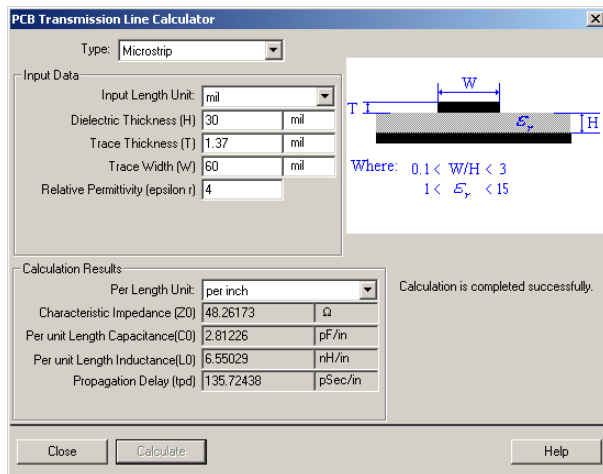 PCB Transmission Line Calculator
Type: Microstrip
Input Data
Input Length Unit: mil
Dielectric Thickness (H) 30 mil
Trace Thickness (T) 1.37 mil
Trace Width (W) 60 mil
Relative Permittivity (epsilon r) 4
W
T
εr
H
Where: 0.1 < W/H < 3
1 < εr < 15
Calculation Results
Per Length Unit: per inch
Characteristic Impedance (Z0) 48.26173 Ω
Per unit Length Capacitance(C0) 2.81226 pF/in
Per unit Length Inductance(L0) 6.55029 nH/in
Propagation Delay (tpd) 135.72438 pSec/in
Calculation is completed successfully.
Close Calculate Help